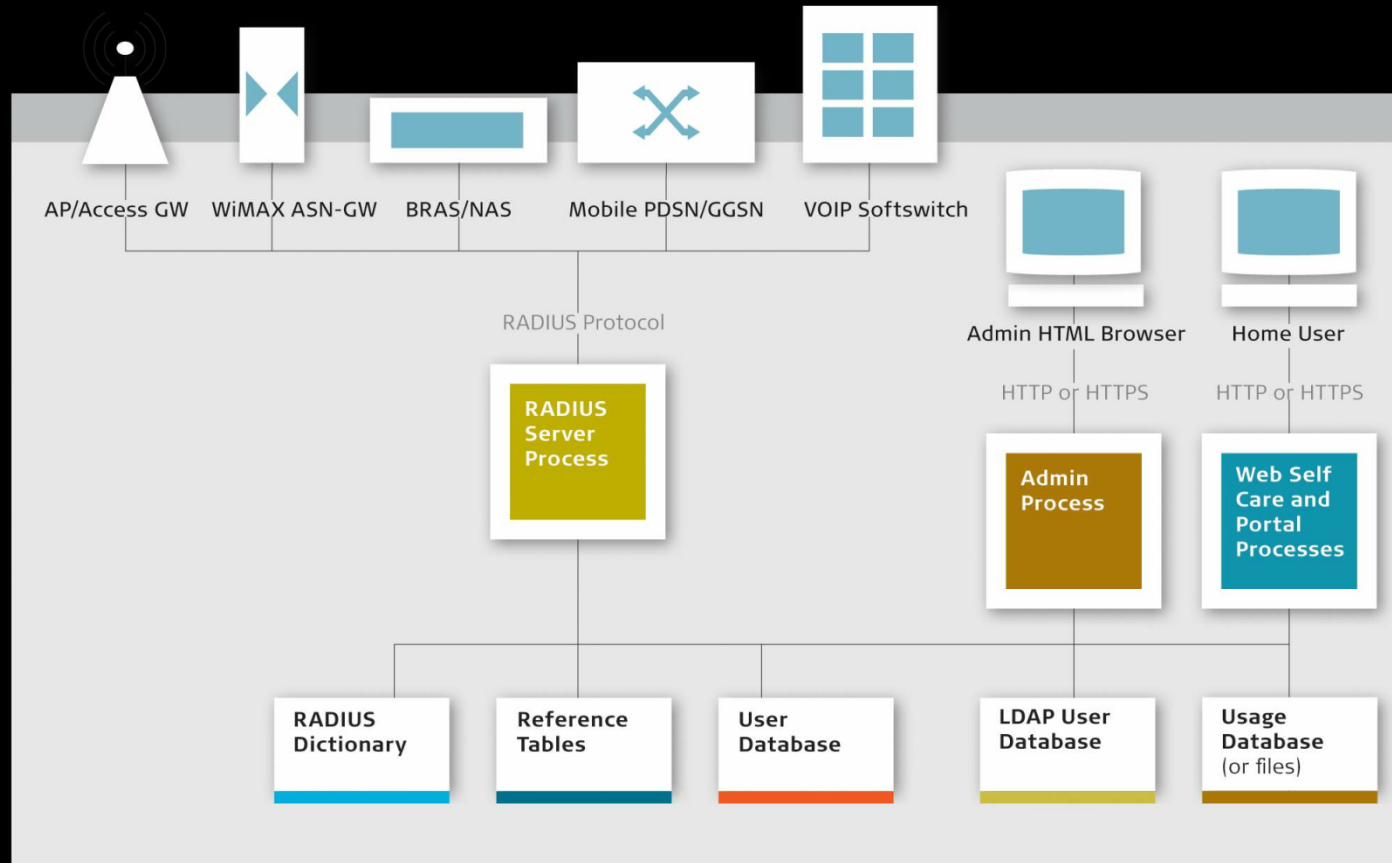 AP/Access GW
WiMAX ASN-GW
BRAS/NAS
Mobile PDSN/GGSN
VOIP Softswitch
RADIUS Protocol
Admin HTML Browser
Home User
HTTP or HTTPS
HTTP or HTTPS
RADIUS
Server
Process
Admin
Process
Web Self
Care and
Portal
Processes
RADIUS
Dictionary
Reference
Tables
User
Database
LDAP User
Database
Usage
Database
(or files)